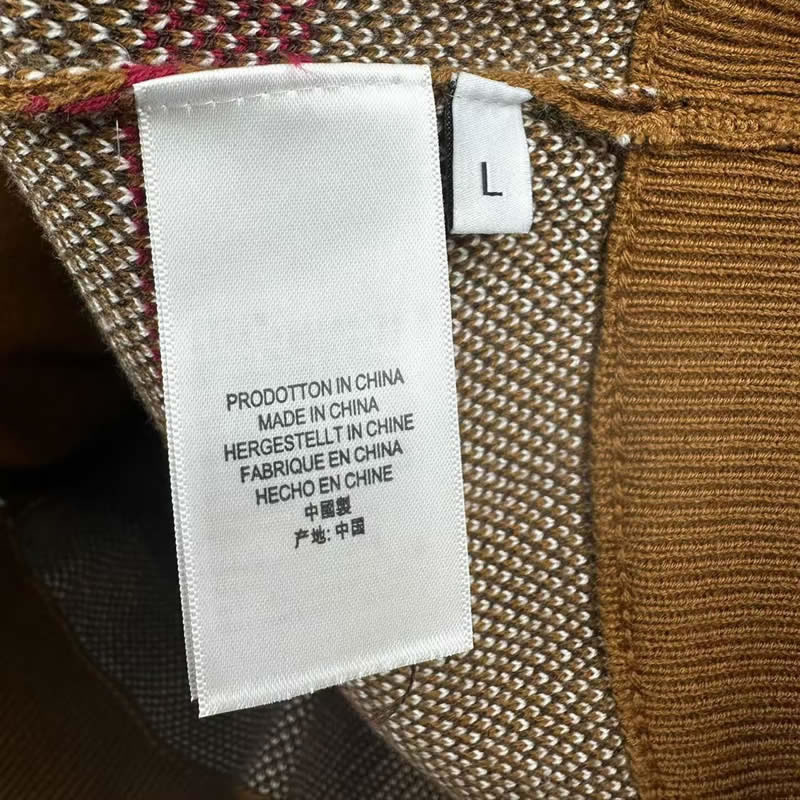 L
PRODOTTON IN CHINA
MADE IN CHINA
HERGESTELLT IN CHINE
FABRIQUE EN CHINA
HECHO EN CHINE
中國製
产地: 中国